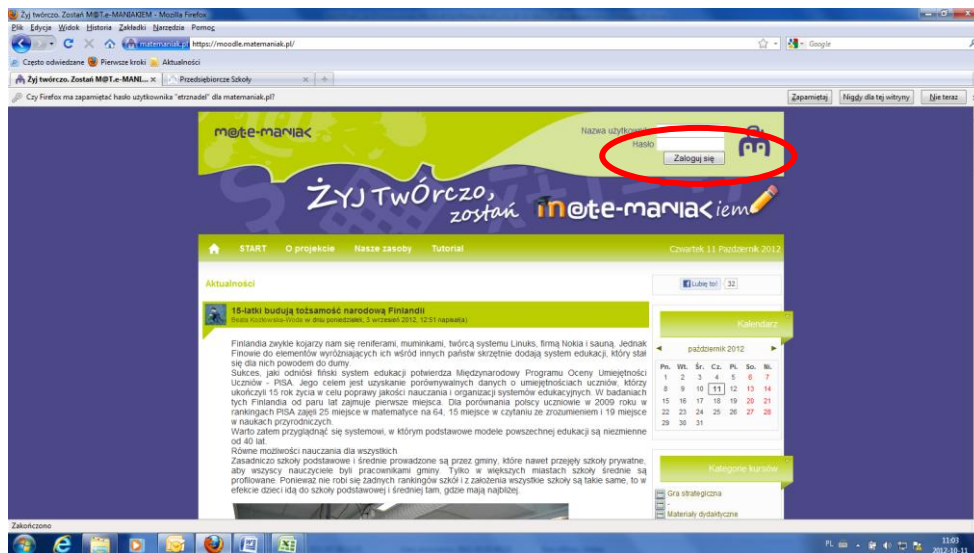 Żyj twórczo. Zostań M@T.e-MANIAKIEM - Mozilla Firefox
Plik Edycja Widok Historia Zakładki Narzędzia Pomoc
matemaniak.pl https://moodle.matemaniak.pl/
Google
Często odwiedzane Pierwsze kroki Aktualności
Żyj twórczo. Zostań M@T.e-MANI... × Przedsiębiorcze Szkoły × +
Czy Firefox ma zapamiętać hasło użytkownika "etrznadel" dla matemaniak.pl?
Zapamiętaj Nigdy dla tej witryny Nie teraz
m@te-maniak
Nazwa użytkownika
Hasło
Zaloguj się
Żyj twórczo,
zostań m@te-maniakiem
START O projekcie Nasze zasoby Tutorial
Czwartek 11 Październik 2012
Aktualności
Lubię to! 32
15-latki budują tożsamość narodową Finlandii
Beata Kozłowska-Woda w dniu poniedziałek, 3 wrzesień 2012, 12:51 napisał(a)
Finlandia zwykle kojarzy nam się reniferami, muminkami, twórcą systemu Linuks, firmą Nokia i sauną. Jednak
Finowie do elementów wyróżniających ich wśród innych państw skrzętnie dodają system edukacji, który stał
się dla nich powodem do dumy.
Sukces, jaki odniósł fiński system edukacji potwierdza Międzynarodowy Programu Oceny Umiejętności
Uczniów - PISA. Jego celem jest uzyskanie porównywalnych danych o umiejętnościach uczniów, którzy
ukończyli 15 rok życia w celu poprawy jakości nauczania i organizacji systemów edukacyjnych. W badaniach
tych Finlandia od paru lat zajmuje pierwsze miejsca. Dla porównania polscy uczniowie w 2009 roku w
rankingach PISA zajęli 25 miejsce w matematyce na 64, 15 miejsce w czytaniu ze zrozumieniem i 19 miejsce
w naukach przyrodniczych.
Warto zatem przyglądnąć się systemowi, w którym podstawowe modele powszechnej edukacji są niezmienne
od 40 lat.
Równe możliwości nauczania dla wszystkich
Zasadniczo szkoły podstawowe i średnie prowadzone są przez gminy, które nawet przejęły szkoły prywatne,
aby wszyscy nauczyciele byli pracownikami gminy. Tylko w większych miastach szkoły średnie są
profilowane. Ponieważ nie robi się żadnych rankingów szkół i z założenia wszystkie szkoły są takie same, to w
efekcie dzieci idą do szkoły podstawowej i średniej tam, gdzie mają najbliżej.
Kalendarz
październik 2012
Pn. Wt. Śr. Cz. Pt. So. Ni.
1 2 3 4 5 6 7
8 9 10 11 12 13 14
15 16 17 18 19 20 21
22 23 24 25 26 27 28
29 30 31
Kategorie kursów
Gra strategiczna
-
Materiały dydaktyczne
Zakończono
PL
11:03
2012-10-11